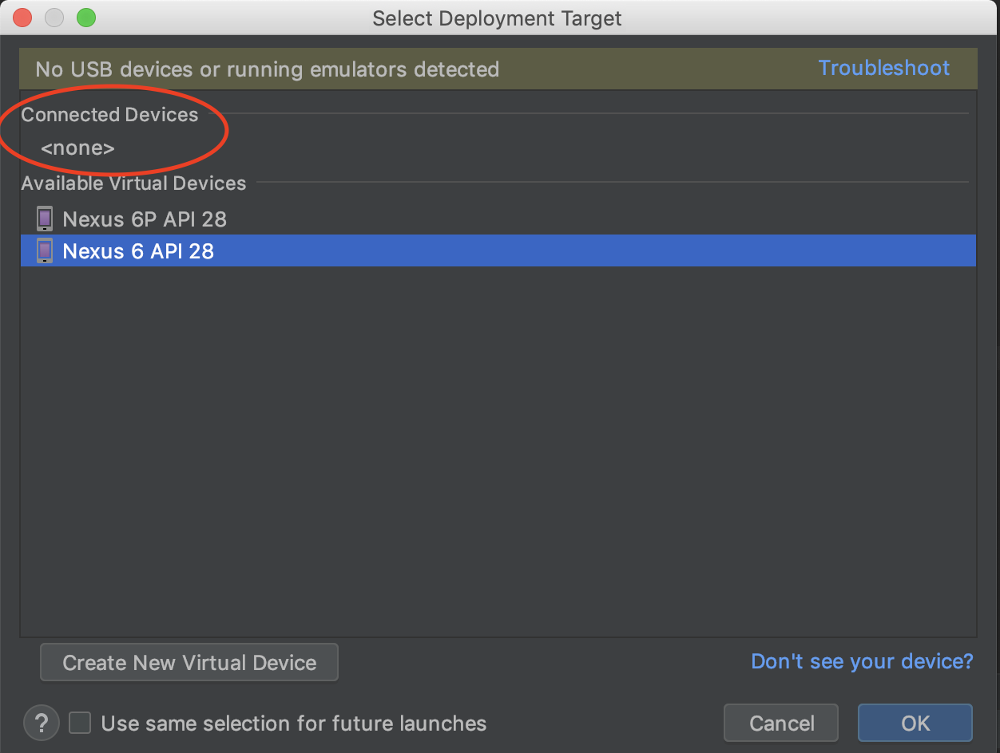 Select Deployment Target
No USB devices or running emulators detected
Troubleshoot
Connected Devices
<none>
Available Virtual Devices
Nexus 6P API 28
Nexus 6 API 28
Create New Virtual Device
Don't see your device?
? Use same selection for future launches
Cancel
OK